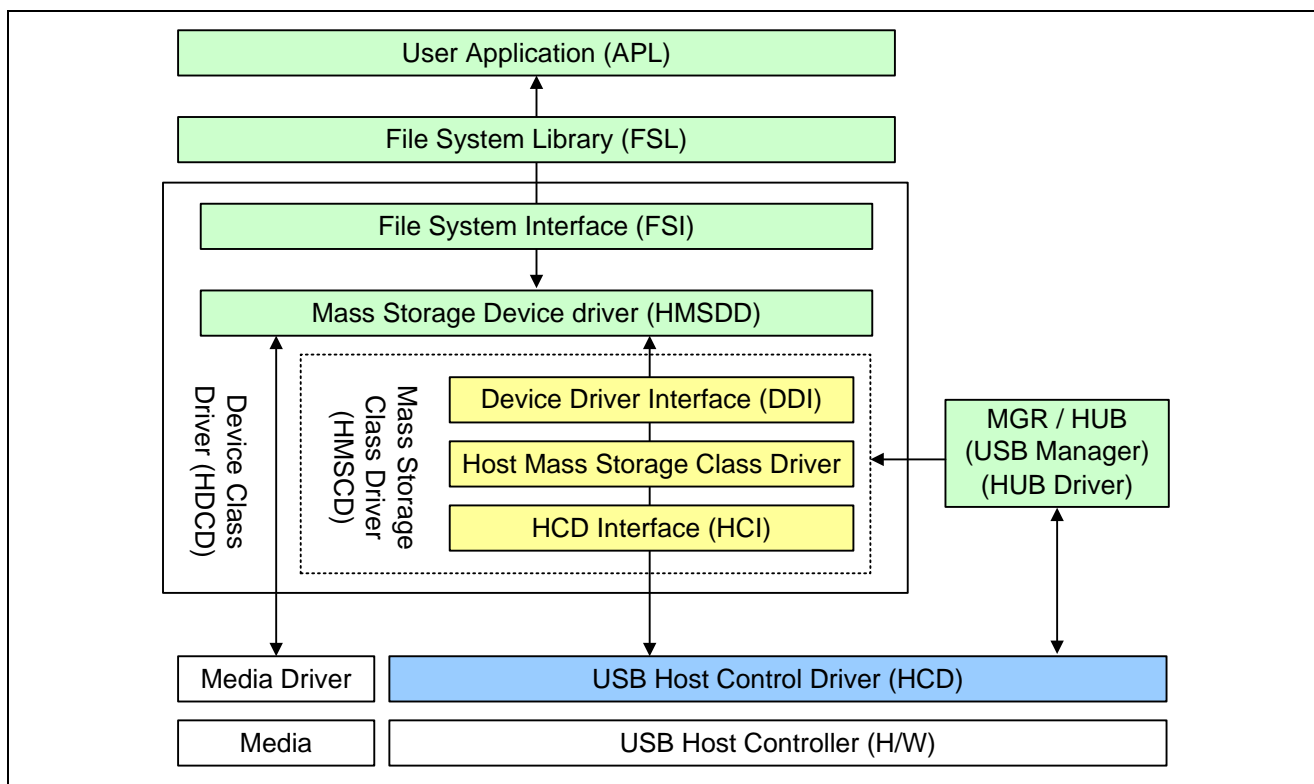 User Application (APL)
File System Library (FSL)
File System Interface (FSI)
Mass Storage Device driver (HMSDD)
Device Class
Driver (HDCD)
Mass Storage
Class Driver
(HMSCD)
Device Driver Interface (DDI)
Host Mass Storage Class Driver
HCD Interface (HCI)
MGR / HUB
(USB Manager)
(HUB Driver)
Media Driver
USB Host Control Driver (HCD)
Media
USB Host Controller (H/W)